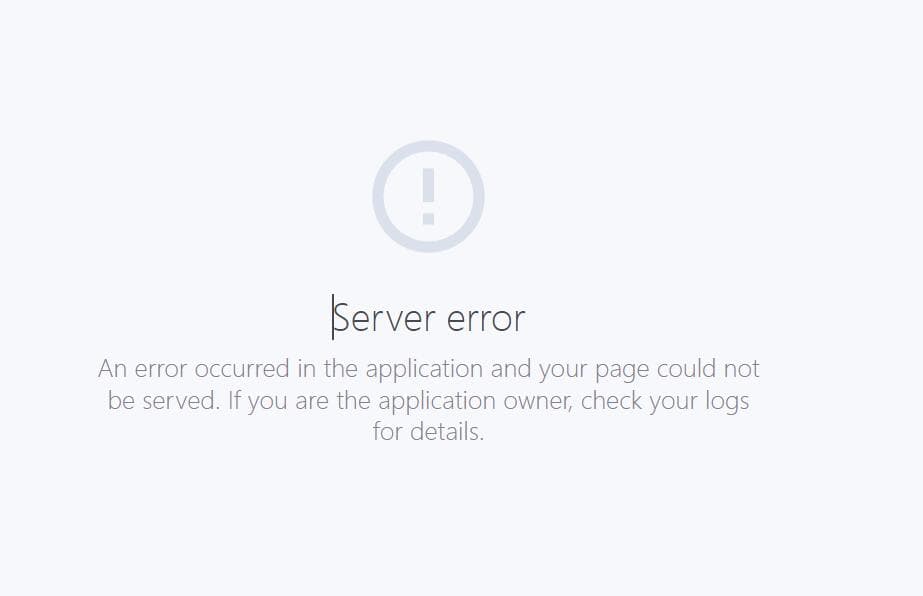 Server error
An error occurred in the application and your page could not
be served. If you are the application owner, check your logs
for details.